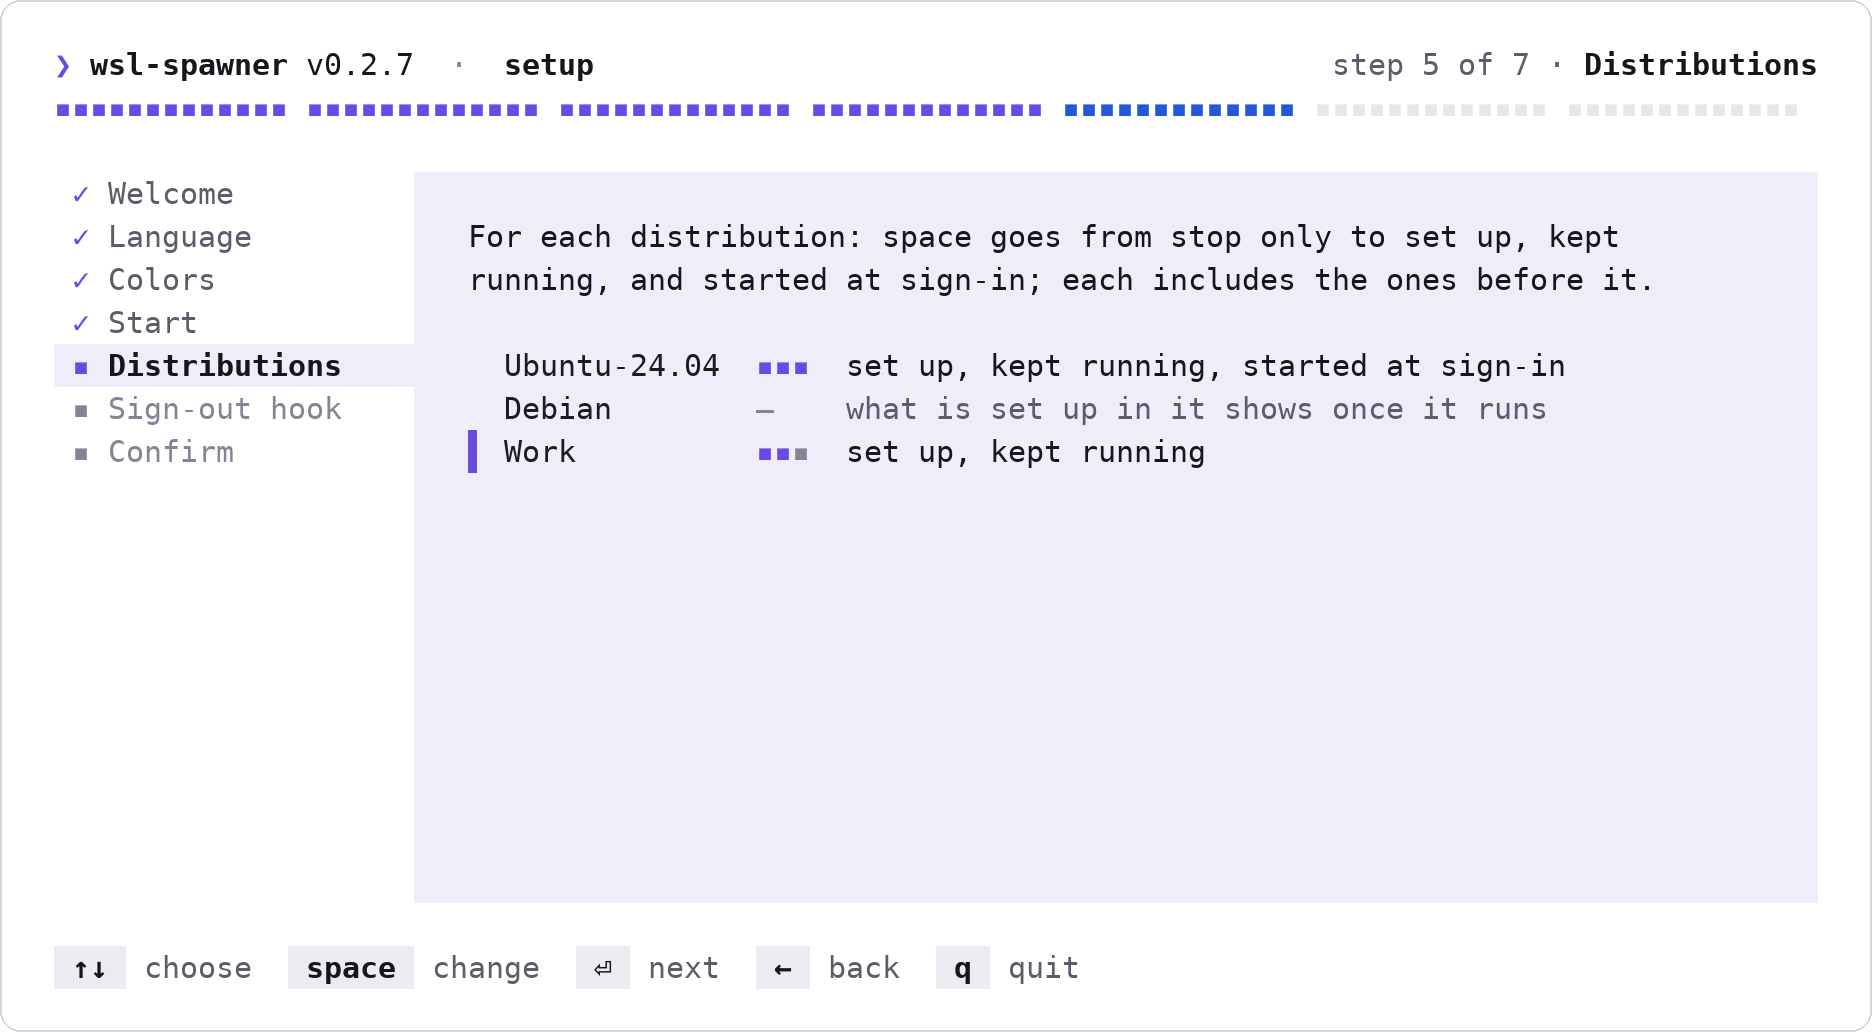 ❯ wsl-spawner v0.2.7 · setup
step 5 of 7 · Distributions
✓ Welcome
✓ Language
✓ Colors
✓ Start
▪ Distributions
▪ Sign-out hook
▪ Confirm
For each distribution: space goes from stop only to set up, kept
running, and started at sign-in; each includes the ones before it.
Ubuntu-24.04 ▪▪▪ set up, kept running, started at sign-in
Debian – what is set up in it shows once it runs
Work ▪▪▪ set up, kept running
↑↓ choose space change ⏎ next ← back q quit